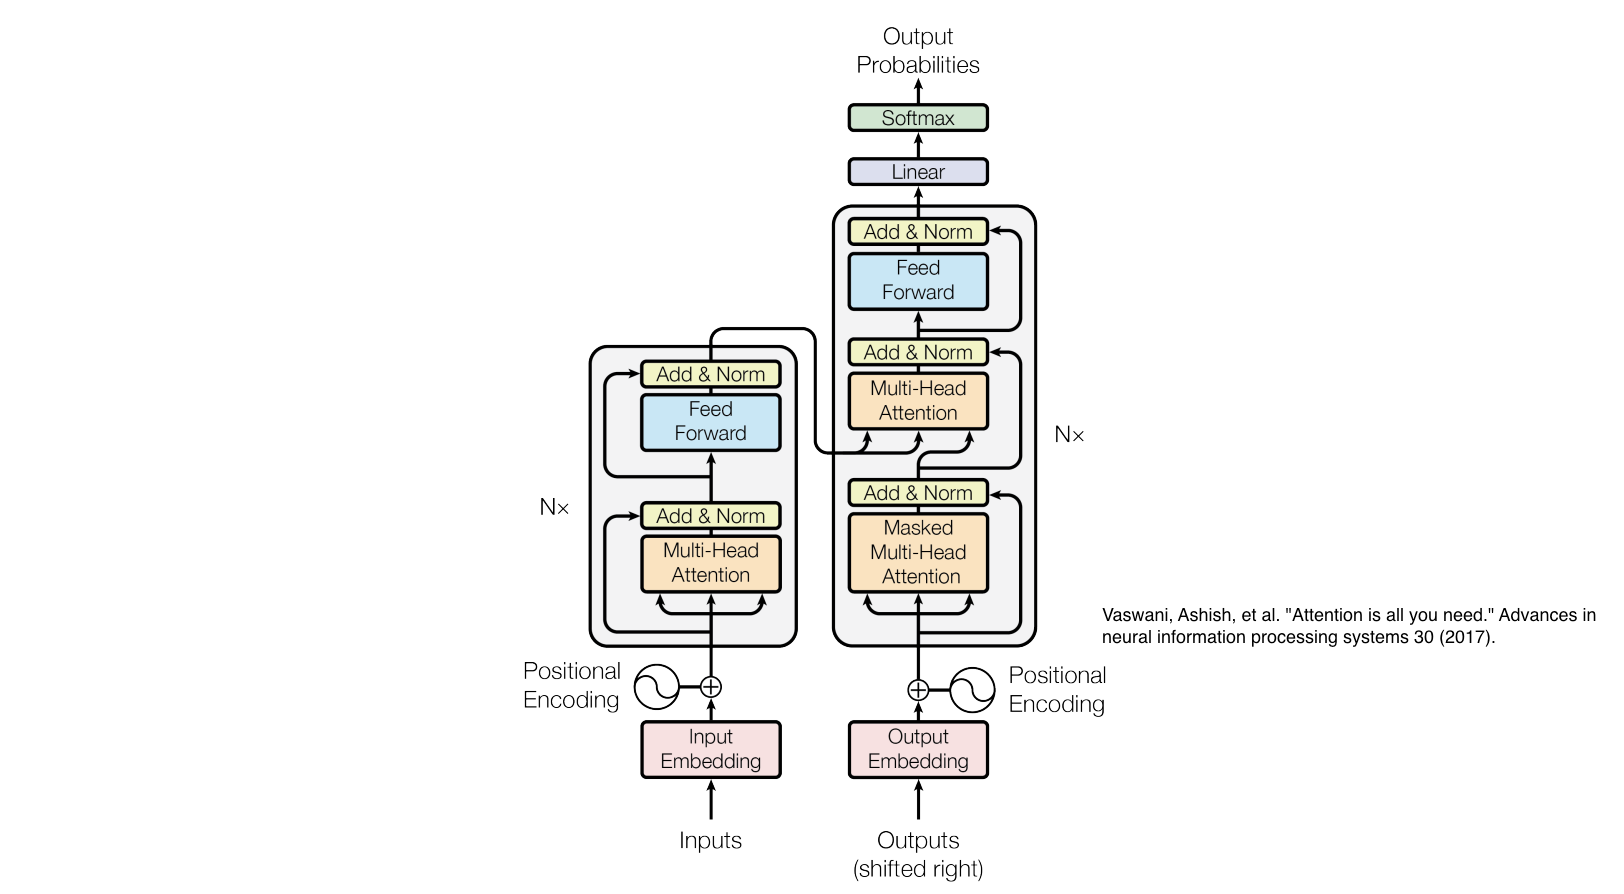 Output
Probabilities
Softmax
Linear
Add & Norm
Feed
Forward
Add & Norm
Multi-Head
Attention
Add & Norm
Masked
Multi-Head
Attention
N×
Add & Norm
Feed
Forward
Add & Norm
Multi-Head
Attention
N×
Positional
Encoding
Positional
Encoding
Input
Embedding
Output
Embedding
Inputs
Outputs
(shifted right)
Vaswani, Ashish, et al. "Attention is all you need." Advances in
neural information processing systems 30 (2017).